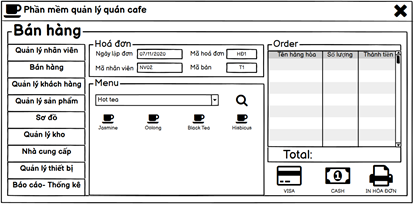 Phần mềm quản lý quán cafe
Bán hàng
Quản lý nhân viên
Bán hàng
Quản lý khách hàng
Quản lý sản phẩm
Sơ đồ
Quản lý kho
Nhà cung cấp
Quản lý thiết bị
Báo cáo- Thống kê
Hoá đơn
Ngày lập đơn 07/11/2020 Mã hoá đơn HĐ1
Mã nhân viên NV02 Mã bàn T1
Menu
Hot tea
Jasmine Oolong Black Tea Hisbicus
Order
Tên hàng hóa Số lượng Thành tiền
Total:
VISA CASH IN HÓA ĐƠN